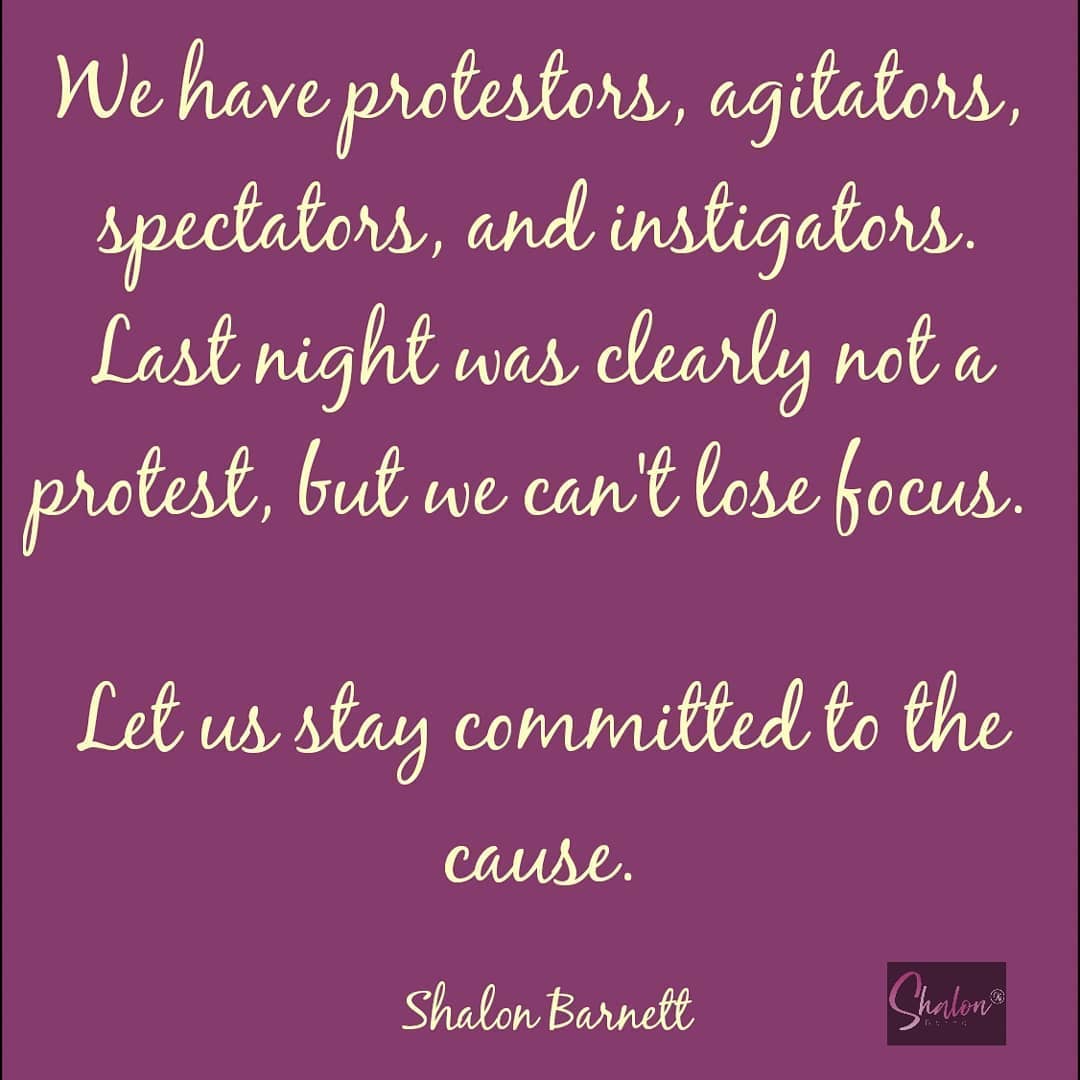 We have protestors, agitators,
spectators, and instigators.
Last night was clearly not a
protest, but we can't lose focus.
Let us stay committed to the
cause.
Shalon Barnett
Shalon